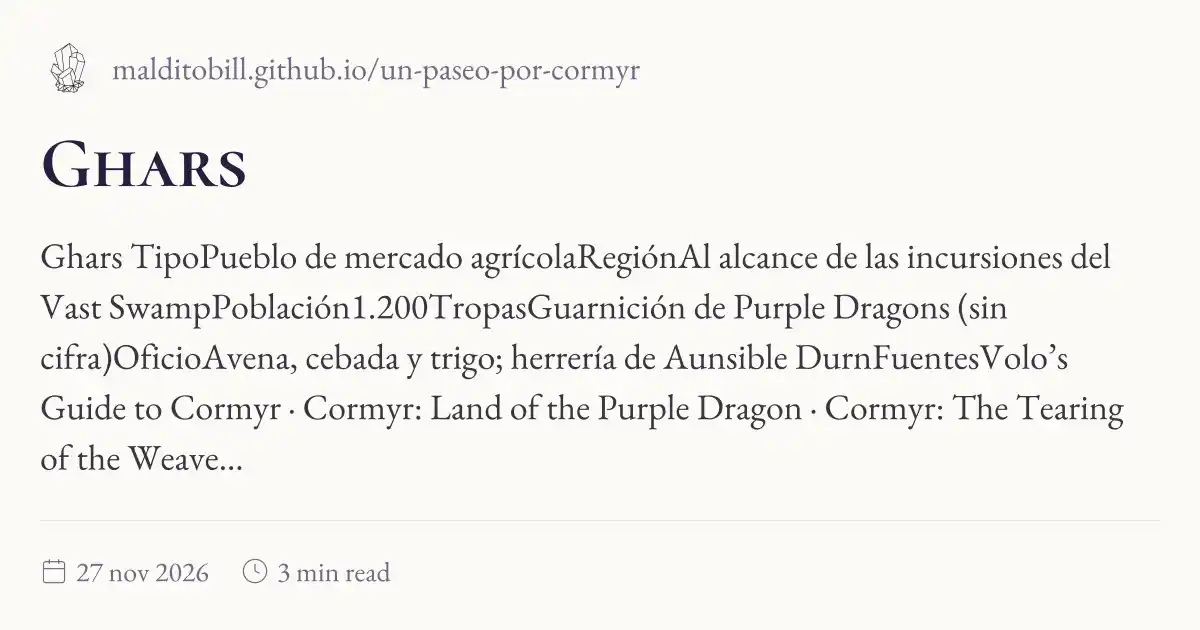 malditobill.github.io/un-paseo-por-cormyr
Ghars
Ghars TipoPueblo de mercado agrícolaRegiónAl alcance de las incursiones del
Vast SwampPoblación1.200TropasGuarnición de Purple Dragons (sin
cifra)OficioAvena, cebada y trigo; herrería de Aunsible DurnFuentesVolo’s
Guide to Cormyr · Cormyr: Land of the Purple Dragon · Cormyr: The Tearing
of the Weave...
27 nov 2026
3 min read